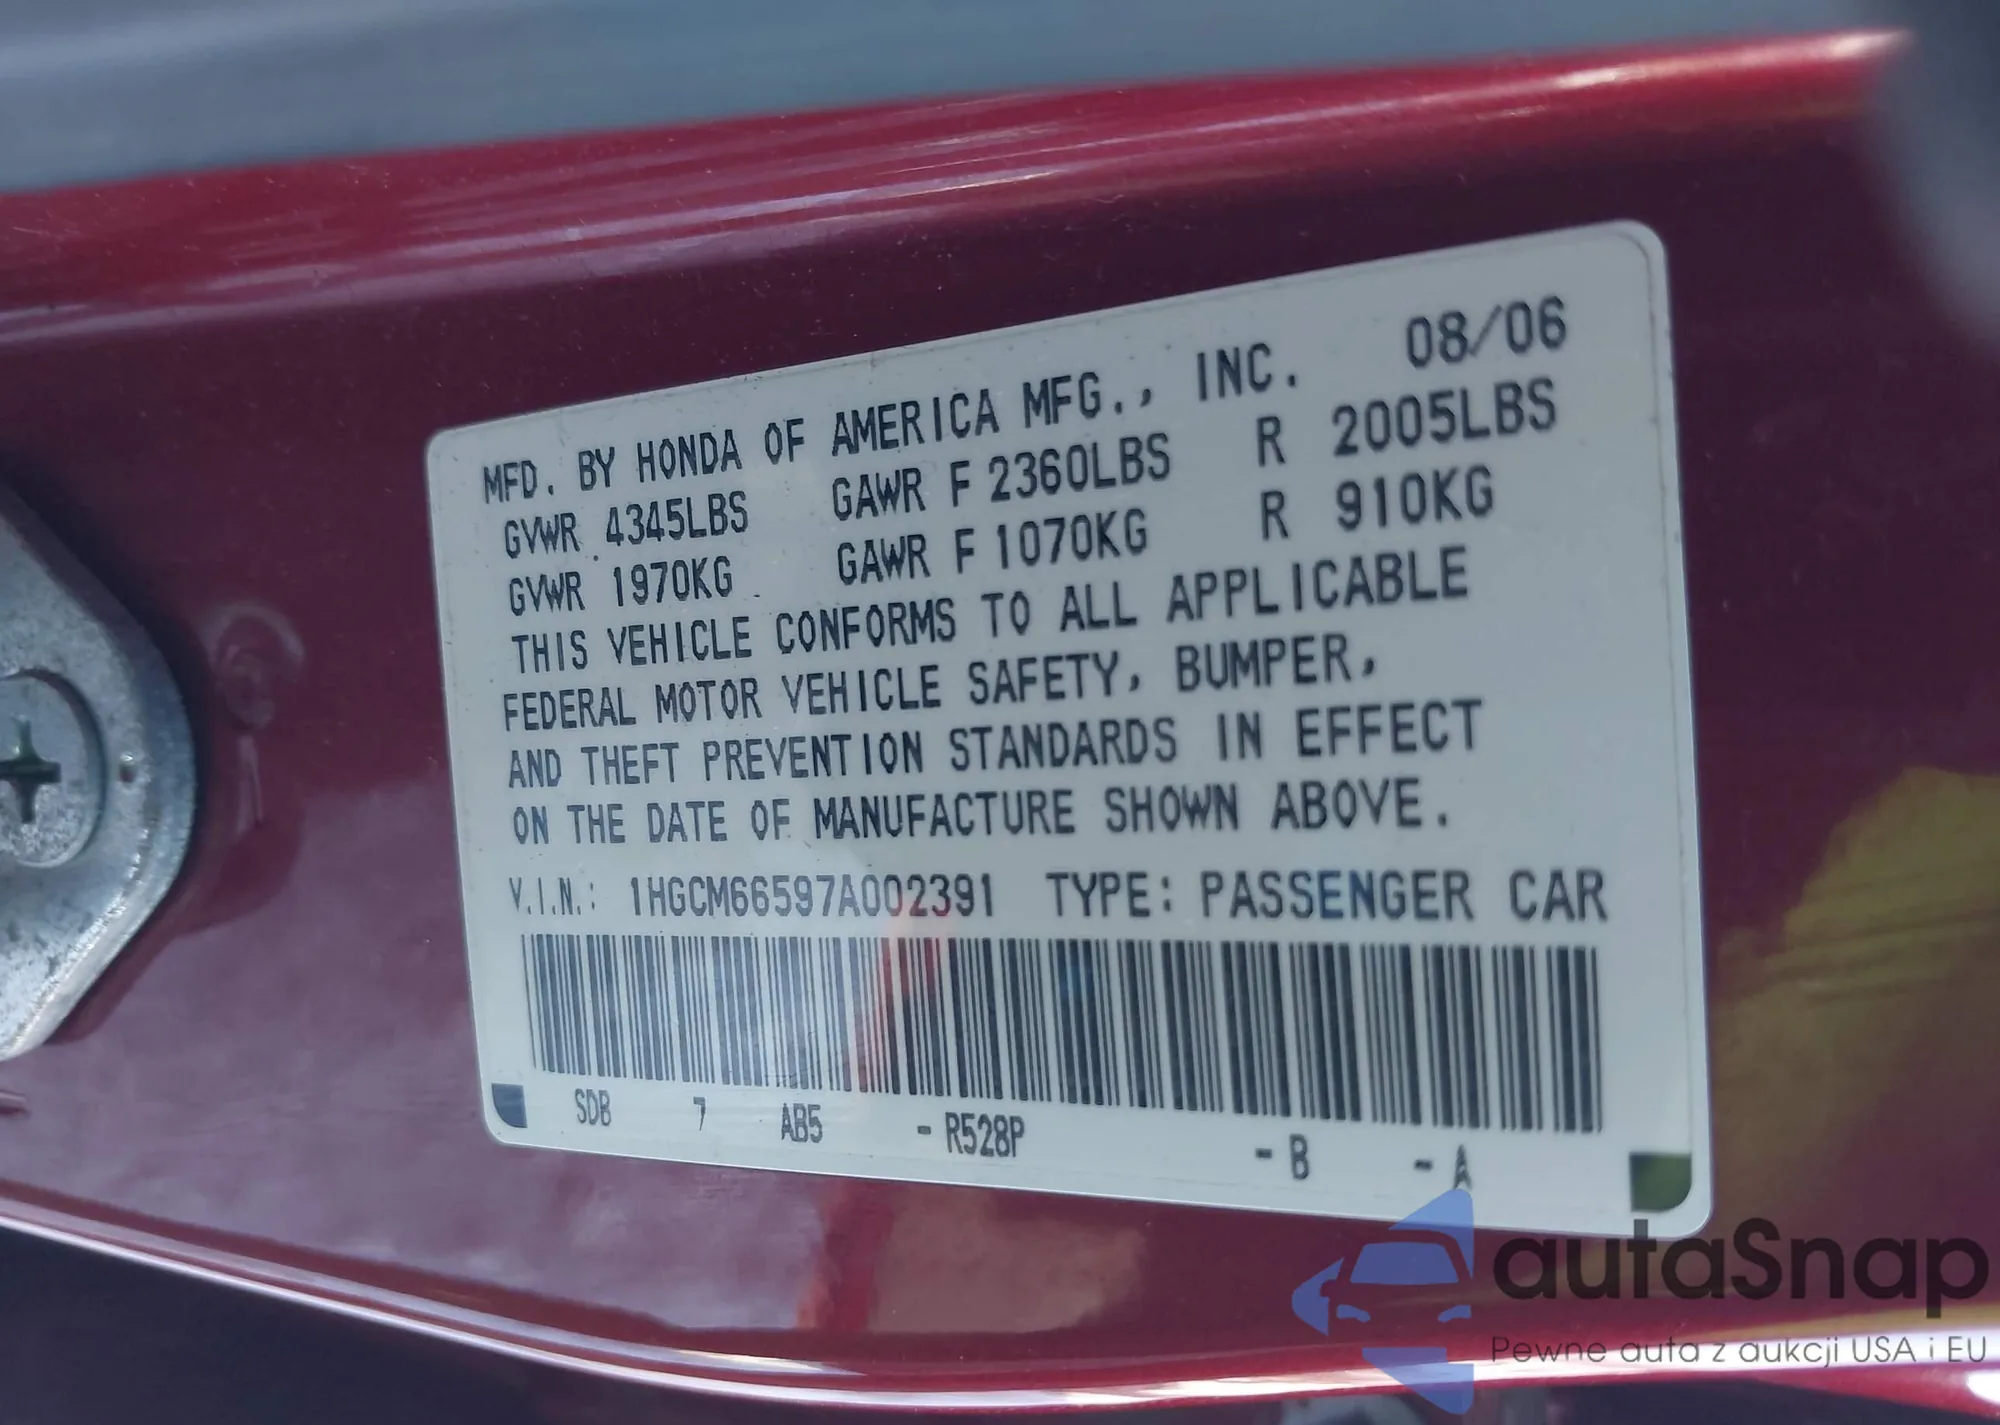 MFD. BY HONDA OF AMERICA MFG., INC. 08/06
GVWR 4345LBS GAWR F 2360LBS R 2005LBS
GVWR 1970KG GAWR F 1070KG R 910KG
THIS VEHICLE CONFORMS TO ALL APPLICABLE
FEDERAL MOTOR VEHICLE SAFETY, BUMPER,
AND THEFT PREVENTION STANDARDS IN EFFECT
ON THE DATE OF MANUFACTURE SHOWN ABOVE.
V.I.N.: 1HGCM66597A002391 TYPE: PASSENGER CAR
SDB 7 AB5 - R528P - B - A
autaSnap
Pewne auta z aukcji USA i EU